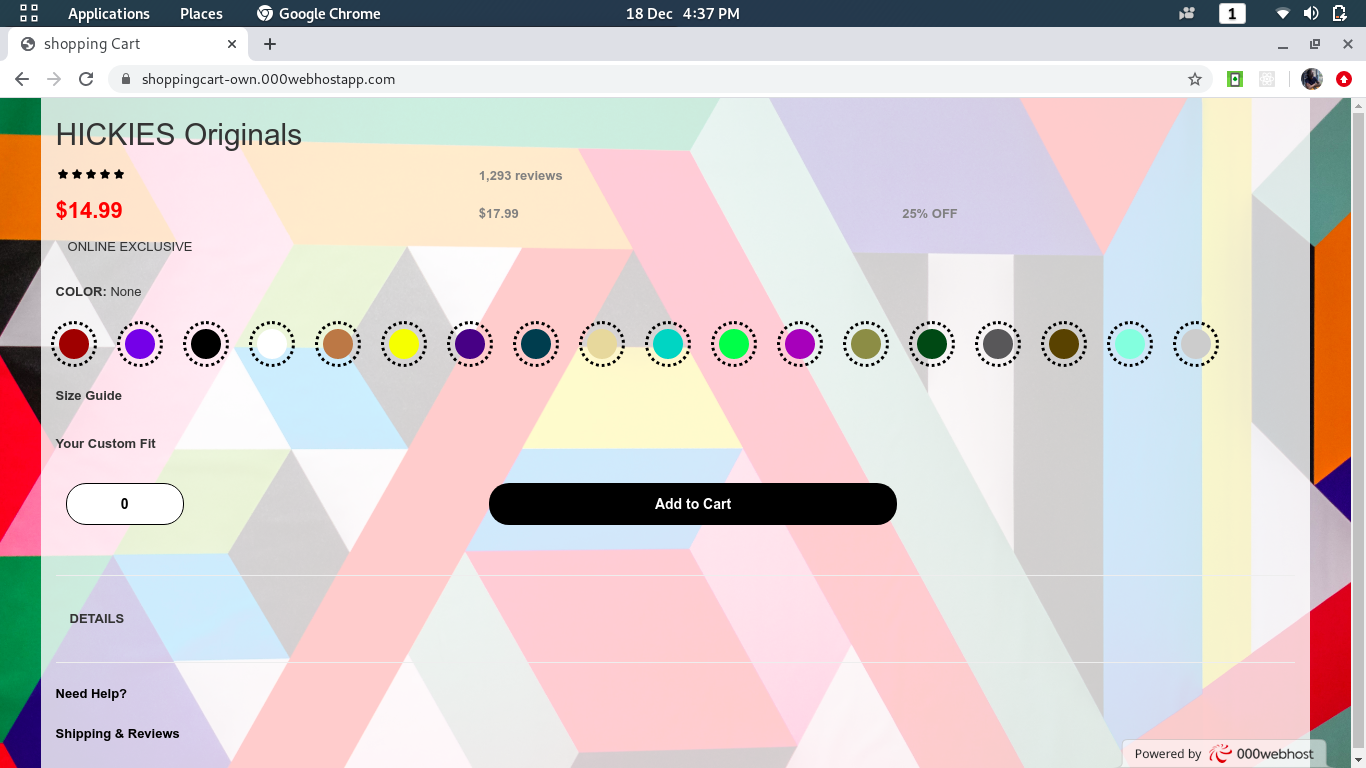 Applications Places Google Chrome 18 Dec 4:37 PM 1
shopping Cart
shoppingcart-own.000webhostapp.com
HICKIES Originals
1,293 reviews
$14.99 $17.99 25% OFF
ONLINE EXCLUSIVE
COLOR: None
Size Guide
Your Custom Fit
0 Add to Cart
DETAILS
Need Help?
Shipping & Reviews
Powered by 000webhost